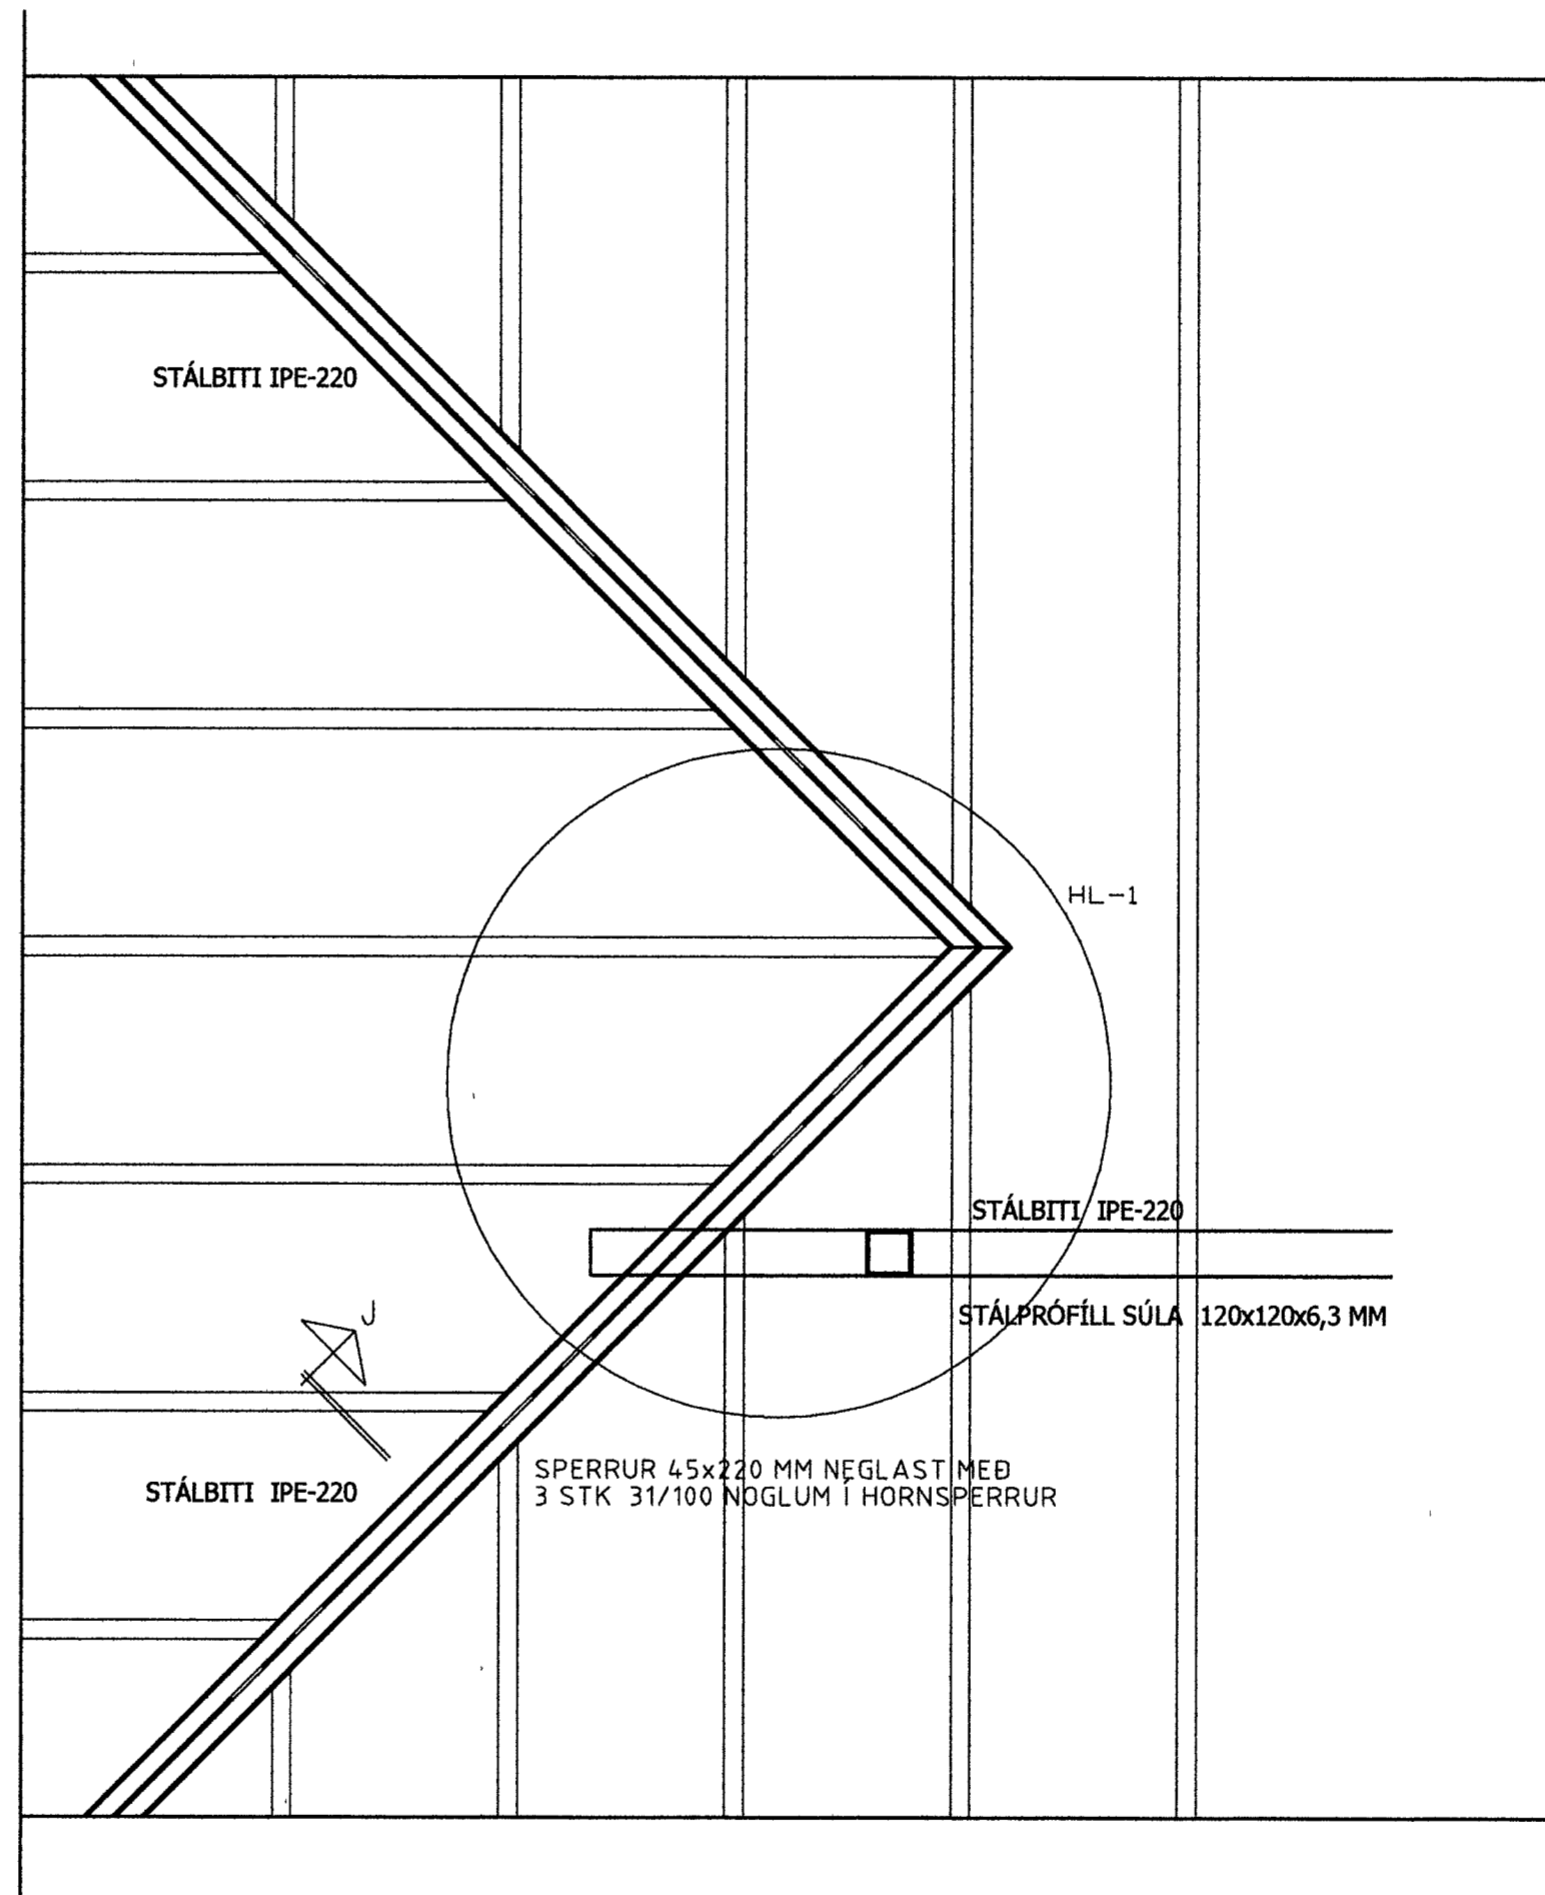 STÁLBITI IPE-220
HL-1
STÁLBITI IPE-220
STÁLPRÓFÍLL SÚLA 120x120x6,3 MM
J
SPERRUR 45x220 MM NEGLAST MEÐ
3 STK 31/100 NOGLUM Í HORNSPERRUR
STÁLBITI IPE-220